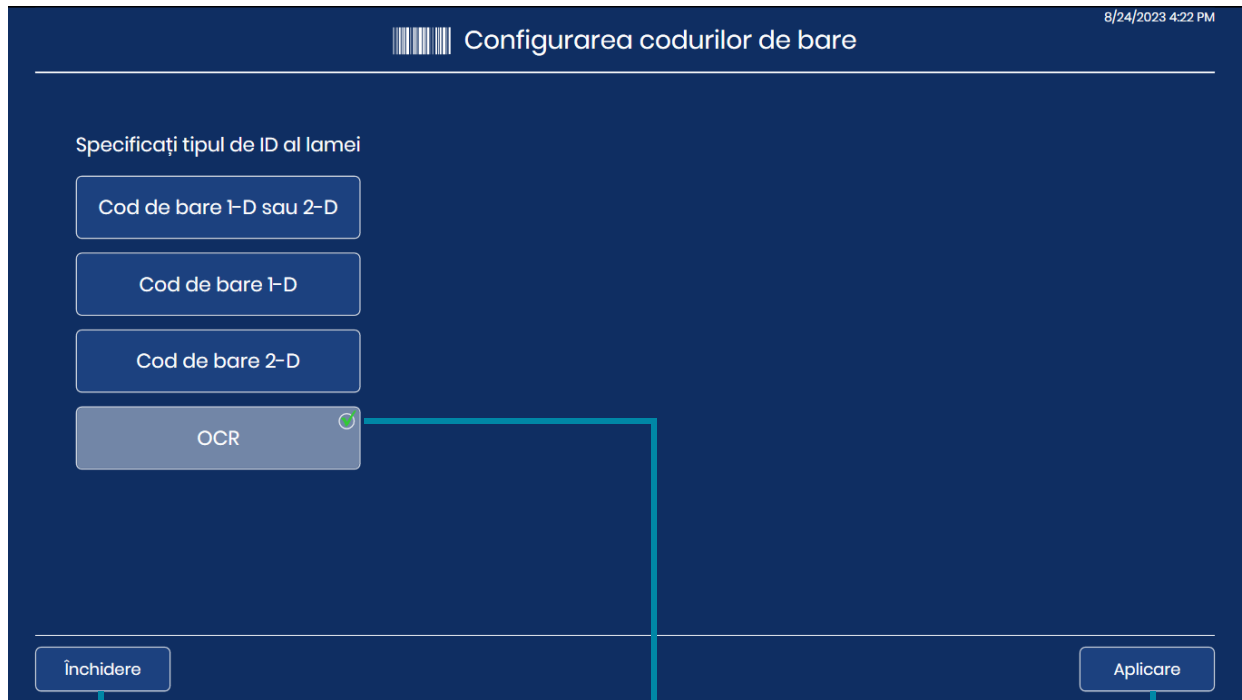 8/24/2023 4:22 PM
Configurarea codurilor de bare
Specificați tipul de ID al lamei
Cod de bare 1-D sau 2-D
Cod de bare 1-D
Cod de bare 2-D
OCR
Închidere
Aplicare